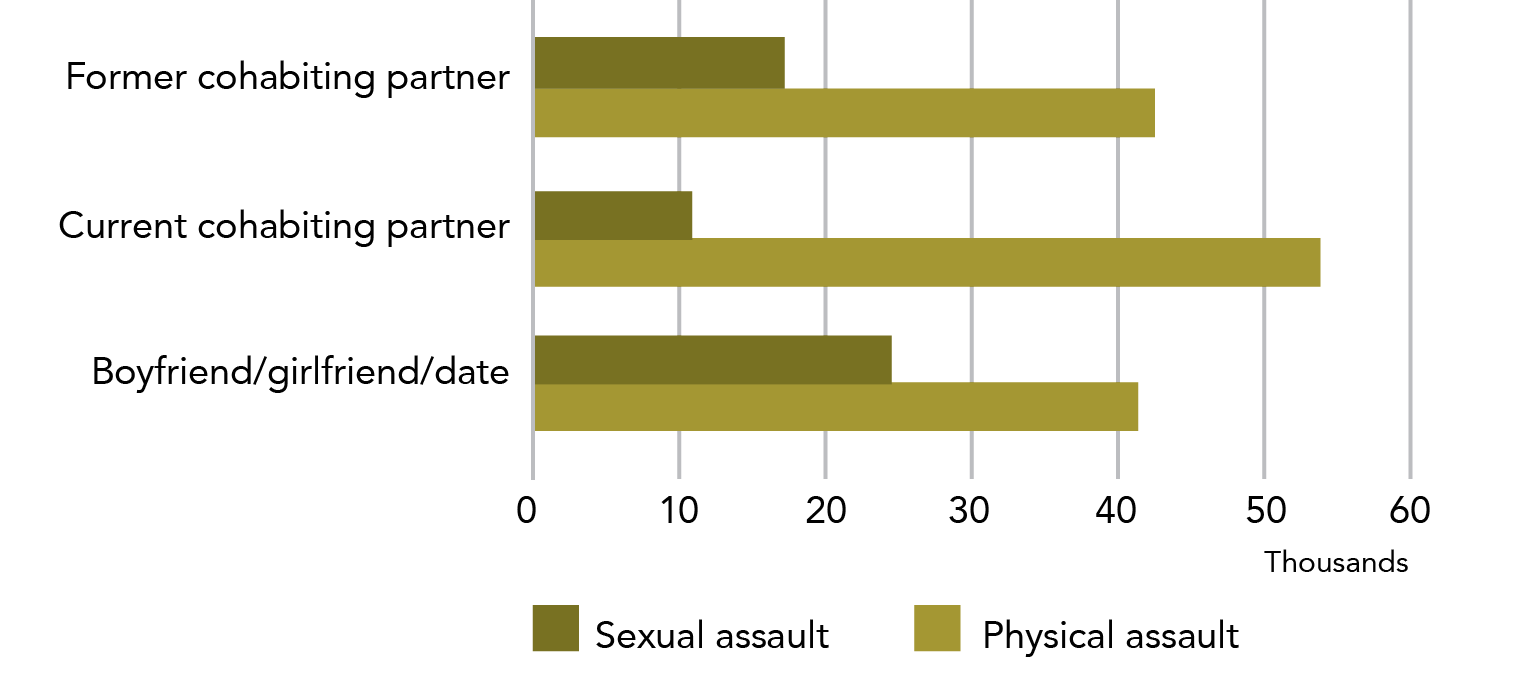 Former cohabiting partner
Current cohabiting partner
Boyfriend/girlfriend/date
0 10 20 30 40 50 60
Thousands
Sexual assault Physical assault